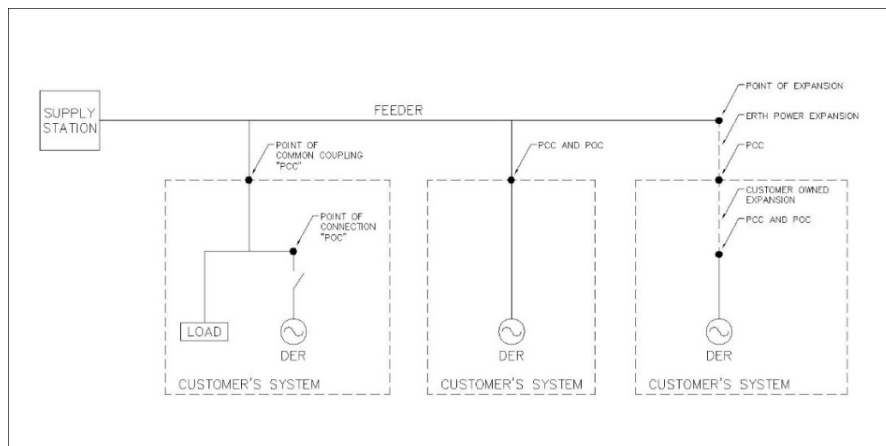 SUPPLY
STATION
FEEDER
POINT OF
COMMON COUPLING
"PCC"
POINT OF
CONNECTION
"POC"
LOAD
DER
CUSTOMER'S SYSTEM
PCC AND POC
DER
CUSTOMER'S SYSTEM
POINT OF EXPANSION
ERTH POWER EXPANSION
PCC
CUSTOMER OWNED
EXPANSION
PCC AND POC
DER
CUSTOMER'S SYSTEM